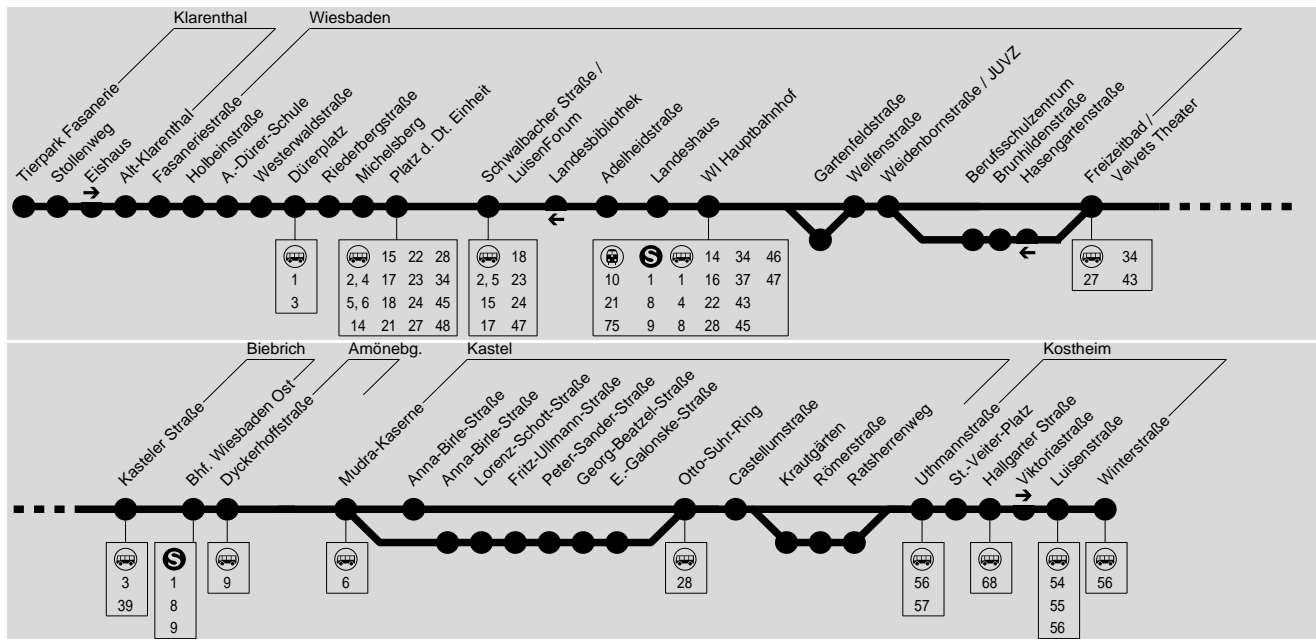 Klarenthal
Wiesbaden
Tierpark Fasanerie
Stollenweg
Eishaus
Alt-Klarenthal
Fasaneriestraße
Holbeinstraße
A.-Dürer-Schule
Westerwaldstraße
Dürerplatz
Riederbergstraße
Michelsberg
Platz d. Dt. Einheit
Schwalbacher Straße /
LuisenForum
Landesbibliothek
Adelheidstraße
Landeshaus
WI Hauptbahnhof
Gartenfeldstraße
Welfenstraße
Weidenbornstraße / JUVZ
Berufsschulzentrum
Brunhildenstraße
Hasengartenstraße
Freizeitbad /
Velvets Theater
1
3
15 22 28
2, 4 17 23 34
5, 6 18 24 45
14 21 27 48
18
2, 5 23
15 24
17 47
S 14 34 46
10 1 1 16 37 47
21 8 4 22 43
75 9 8 28 45
34
27 43
Biebrich
Amönebg.
Kastel
Kostheim
Kasteler Straße
Bhf. Wiesbaden Ost
Dyckerhoffstraße
Mudra-Kaserne
Anna-Birle-Straße
Anna-Birle-Straße
Lorenz-Schott-Straße
Fritz-Ullmann-Straße
Peter-Sander-Straße
Georg-Beatzel-Straße
E.-Galonske-Straße
Otto-Suhr-Ring
Castellumstraße
Krautgärten
Römerstraße
Ratsherrenweg
Uthmannstraße
St.-Veiter-Platz
Hallgarter Straße
Viktoriastraße
Luisenstraße
Winterstraße
3
39
S
1
8
9
9
6
28
56
57
68
54
55
56
56